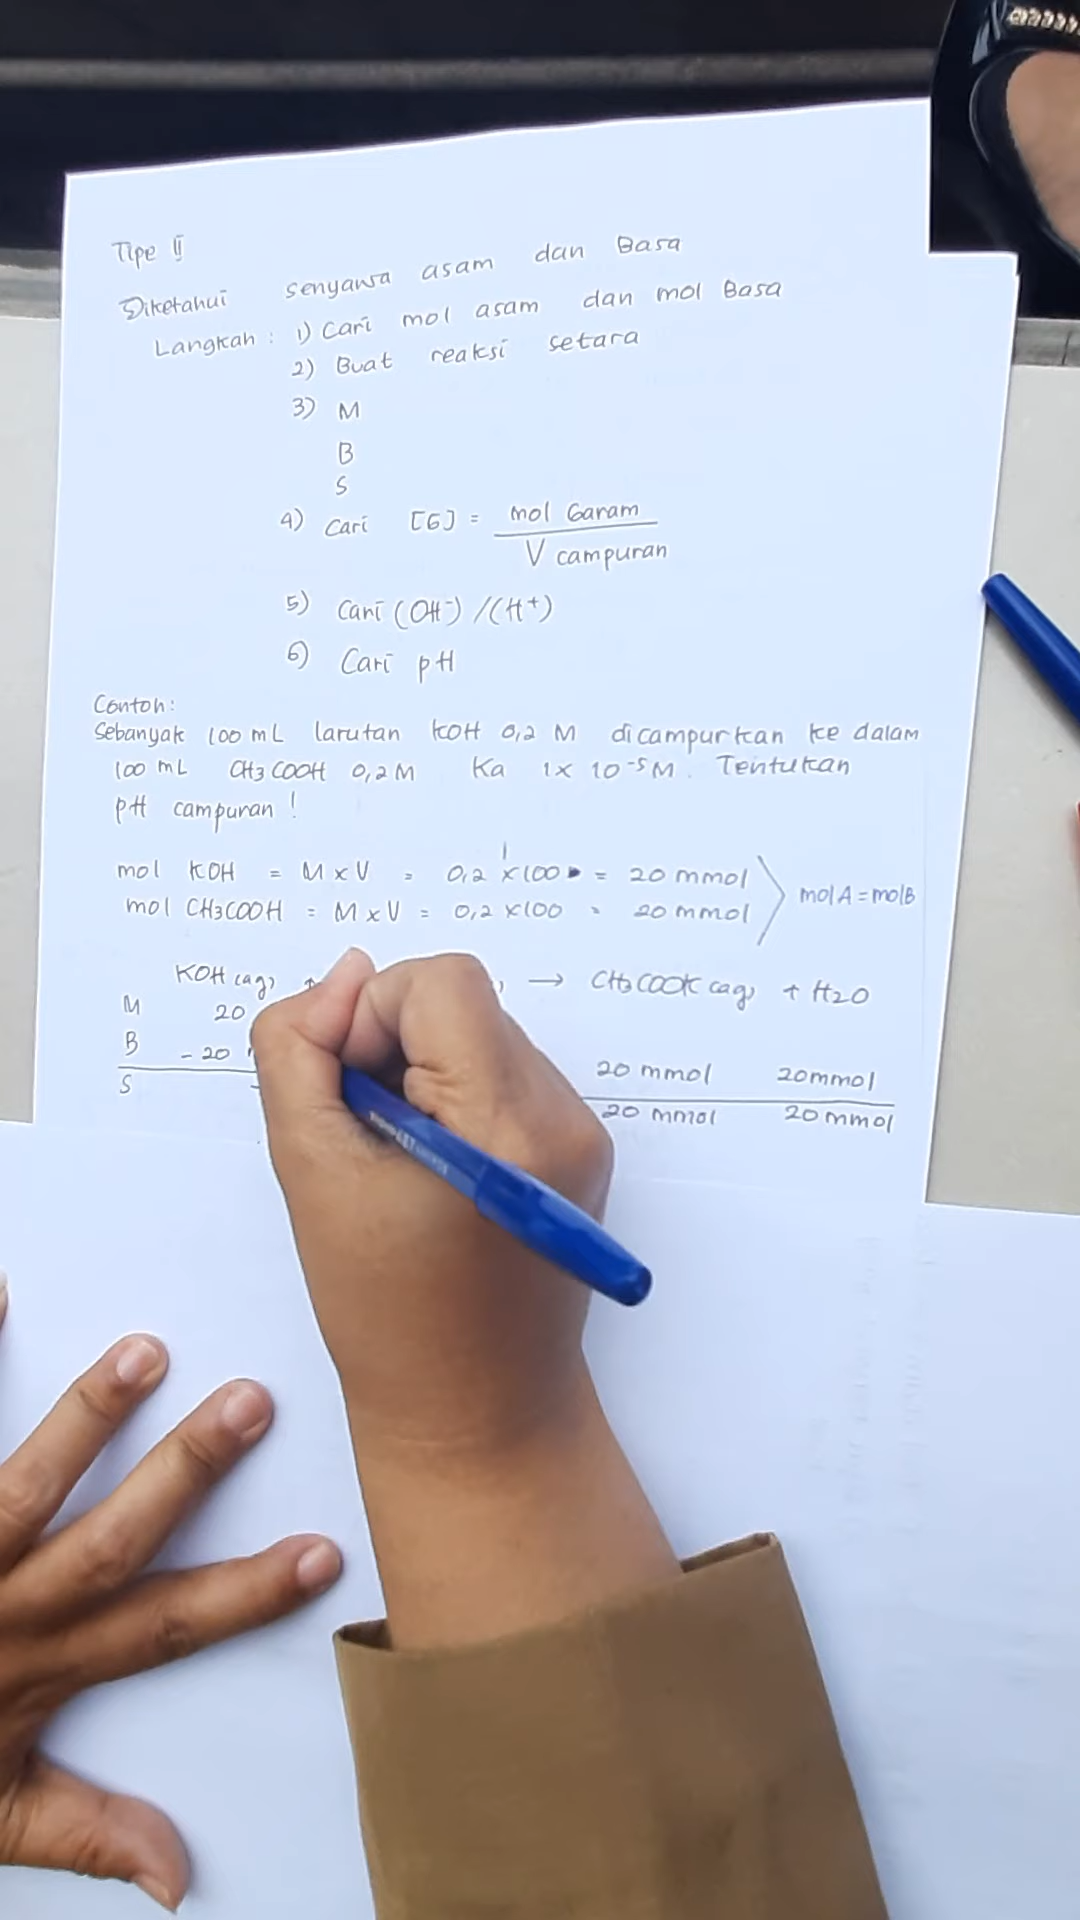 Tipe II
Diketahui senyawa asam dan Basa
Langkah : 1) Cari mol asam dan mol Basa
2) Buat reaksi setara
3) M
B
S
4) Cari [G] = mol Garam
V campuran
5) Cari (OH⁻) / (H⁺)
6) Cari pH
Contoh:
Sebanyak 100 mL larutan KOH 0,2 M dicampurkan ke dalam
100 mL CH3COOH 0,2 M Ka 1 x 10⁻⁵ M. Tentukan
pH campuran !
mol KOH = M x V = 0,2 x 100 = 20 mmol
mol CH3COOH = M x V = 0,2 x 100 = 20 mmol
mol A = mol B
KOH (aq) + → CH3COOK (aq) + H2O
M 20
B - 20 20 mmol 20 mmol
S 20 mmol 20 mmol